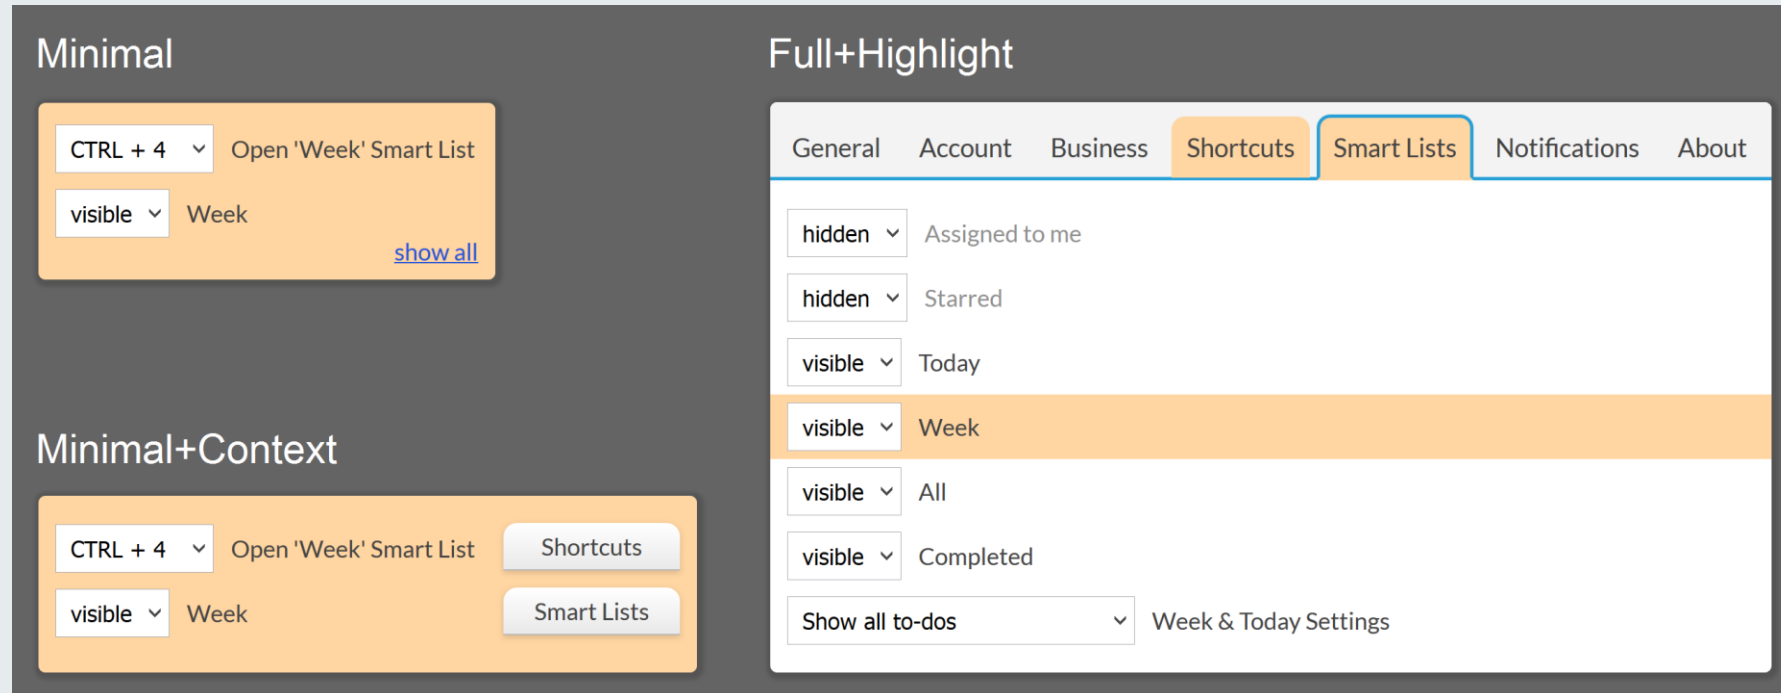 Minimal
CTRL + 4 Open 'Week' Smart List
visible Week
show all
Minimal+Context
CTRL + 4 Open 'Week' Smart List Shortcuts
visible Week Smart Lists
Full+Highlight
General Account Business Shortcuts Smart Lists Notifications About
hidden Assigned to me
hidden Starred
visible Today
visible Week
visible All
visible Completed
Show all to-dos Week & Today Settings